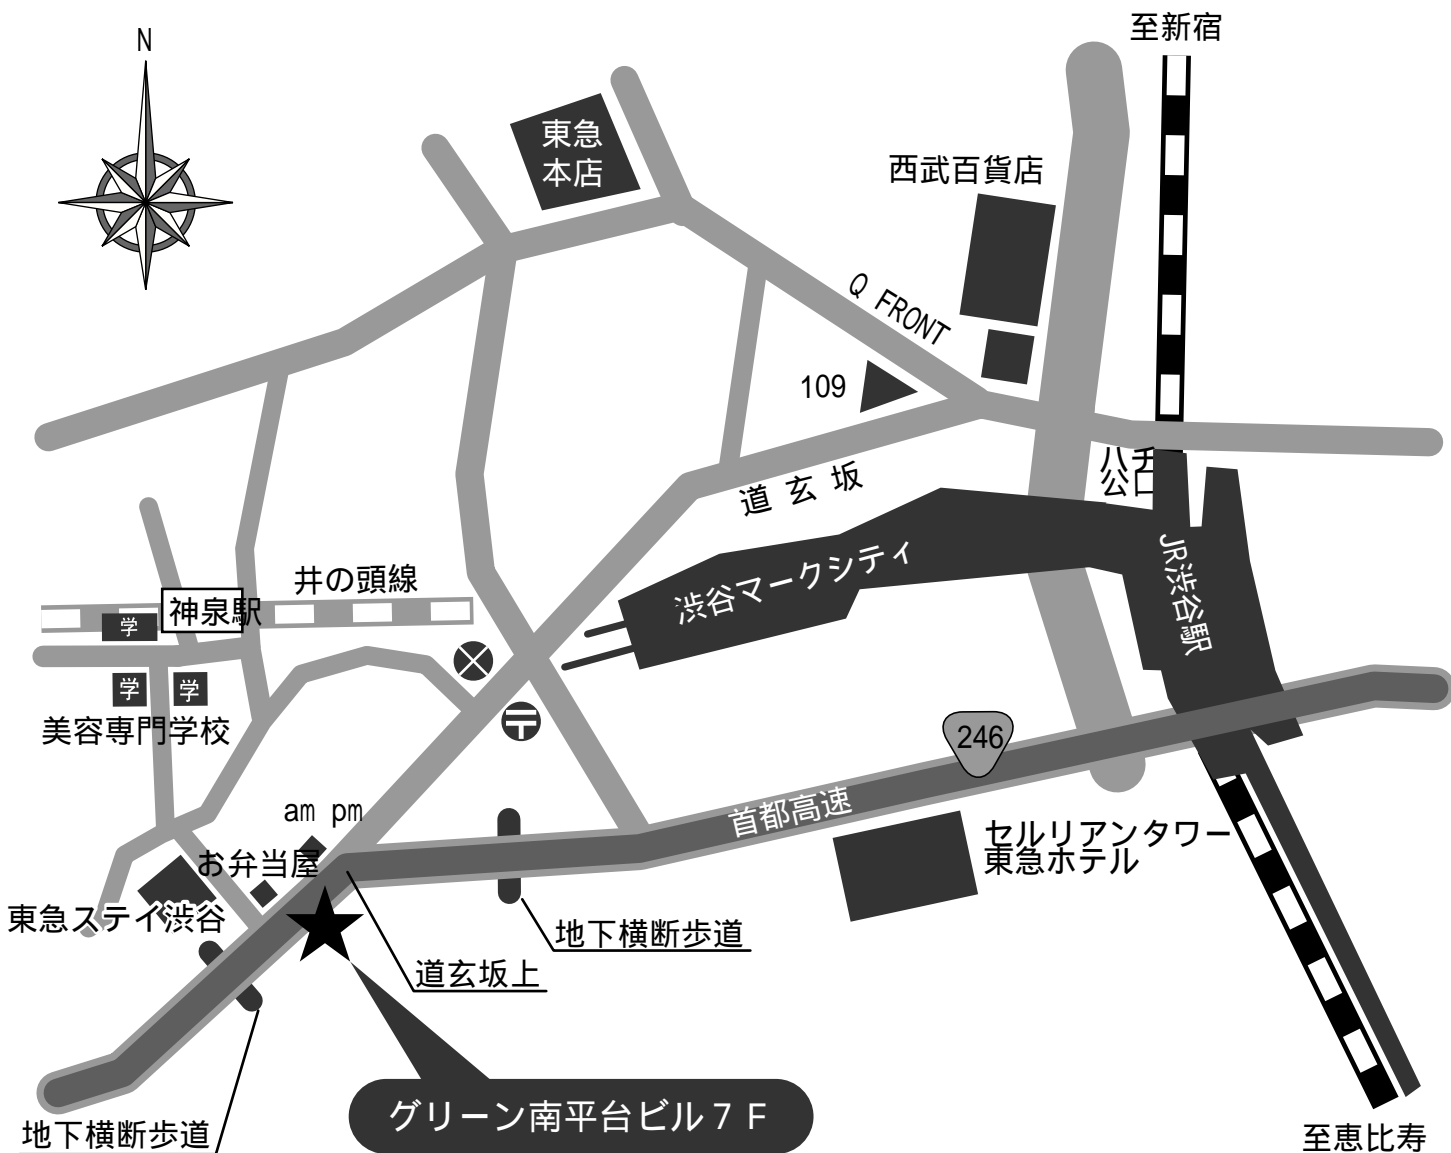 至新宿
N
東急
本店
西武百貨店
Q FRONT
109
道玄坂
ハチ
公口
渋谷マークシティ
JR渋谷駅
井の頭線
神泉駅
学
学
学
美容専門学校
〒
246
首都高速
am pm
お弁当屋
セルリアンタワー
東急ホテル
東急ステイ渋谷
地下横断歩道
道玄坂上
グリーン南平台ビル7F
地下横断歩道
至恵比寿